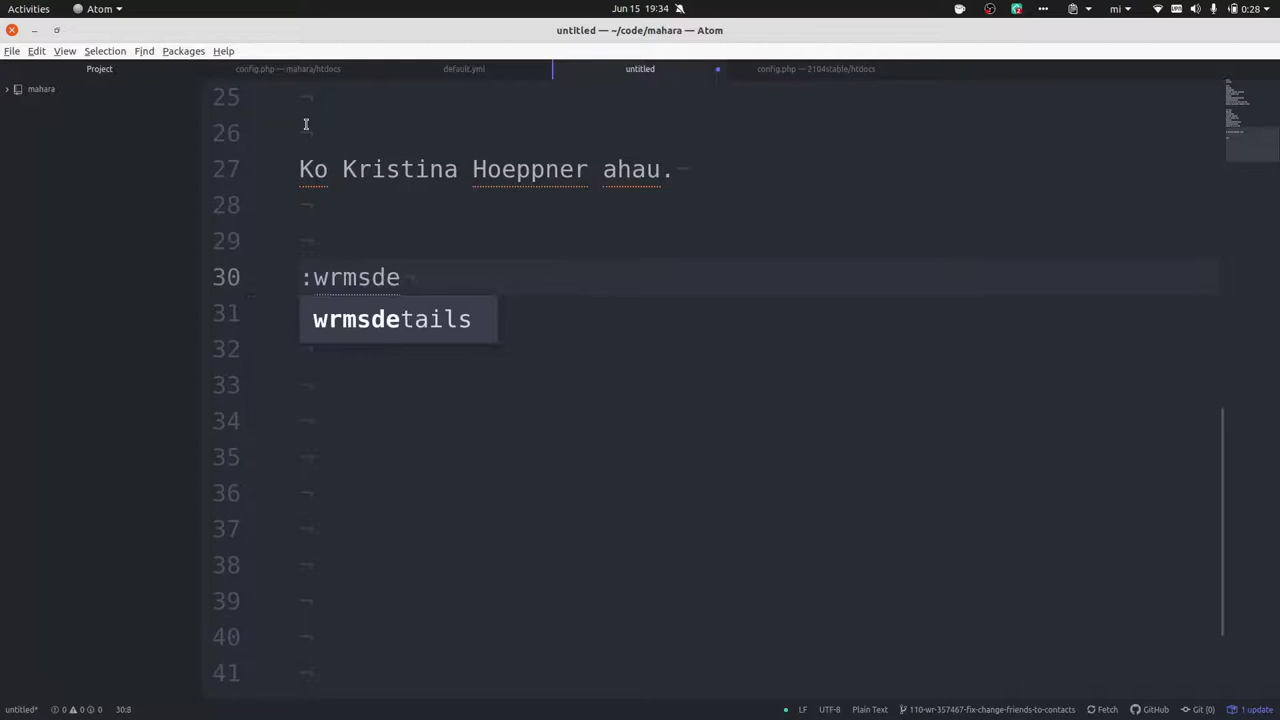 Activities
Atom
Jun 15 19:34
mi
0:28
untitled — ~/code/mahara — Atom
File Edit View Selection Find Packages Help
Project
config.php — mahara/htdocs
default.yml
untitled
config.php — 2104stable/htdocs
mahara
25
26
27 Ko Kristina Hoeppner ahau.
28
29
30 :wrmsde
31 wrmsdetails
32
33
34
35
36
37
38
39
40
41
untitled* 0 0 0 30:8
LF UTF-8 Plain Text 110-wr-357467-fix-change-friends-to-contacts Fetch GitHub Git (0) 1 update